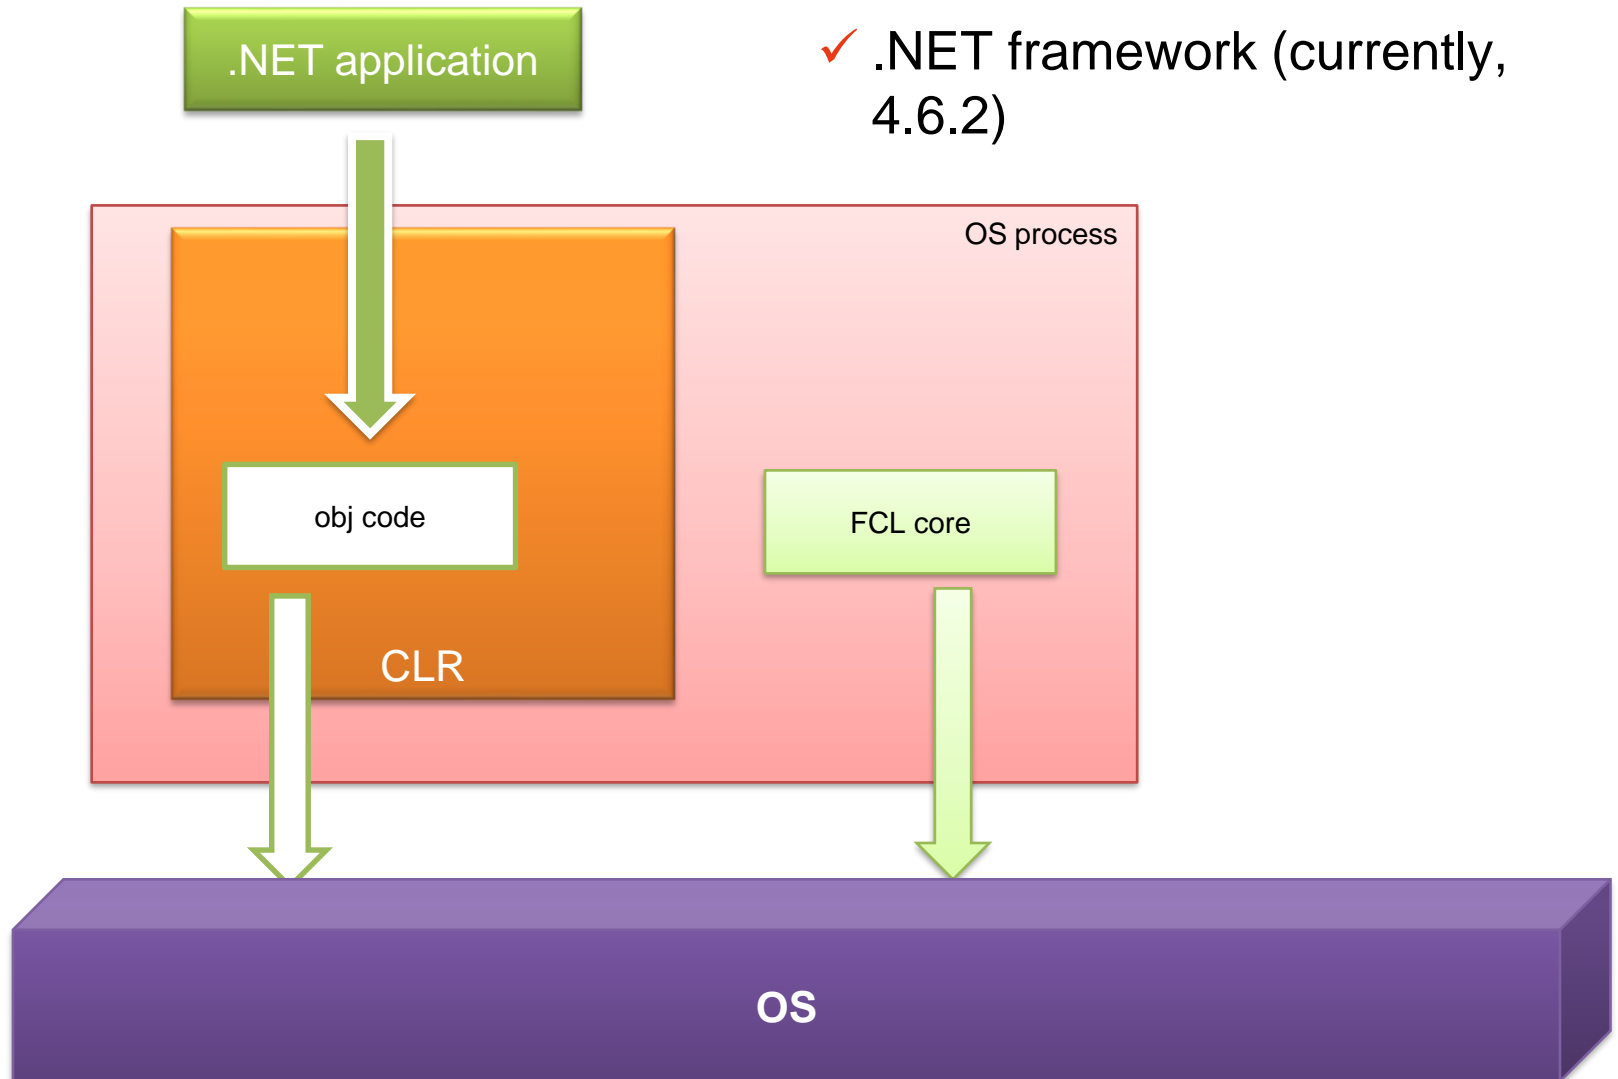 .NET application
.NET framework (currently,
4.6.2)
OS process
obj code
FCL core
CLR
OS